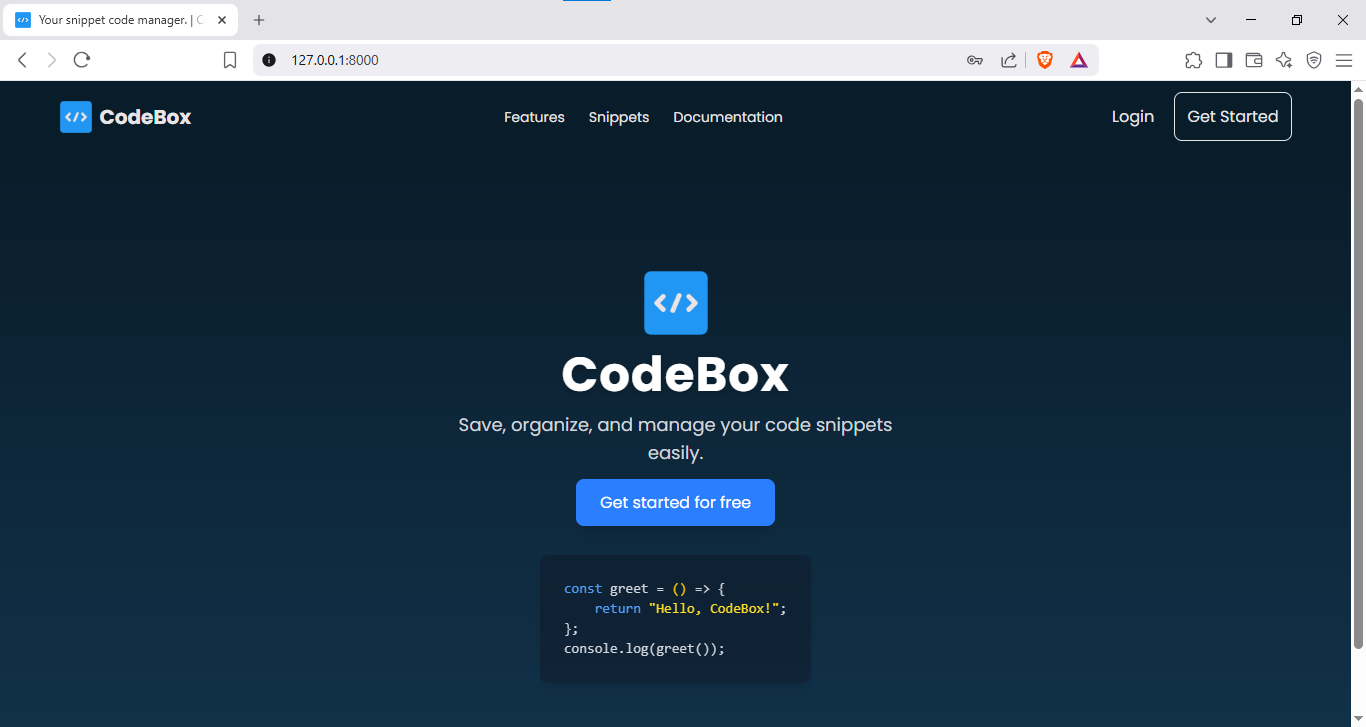 Your snippet code manager. | C
127.0.0.1:8000
</> CodeBox
Features Snippets Documentation
Login Get Started
</>
CodeBox
Save, organize, and manage your code snippets
easily.
Get started for free
const greet = () => {
    return "Hello, CodeBox!";
};
console.log(greet());